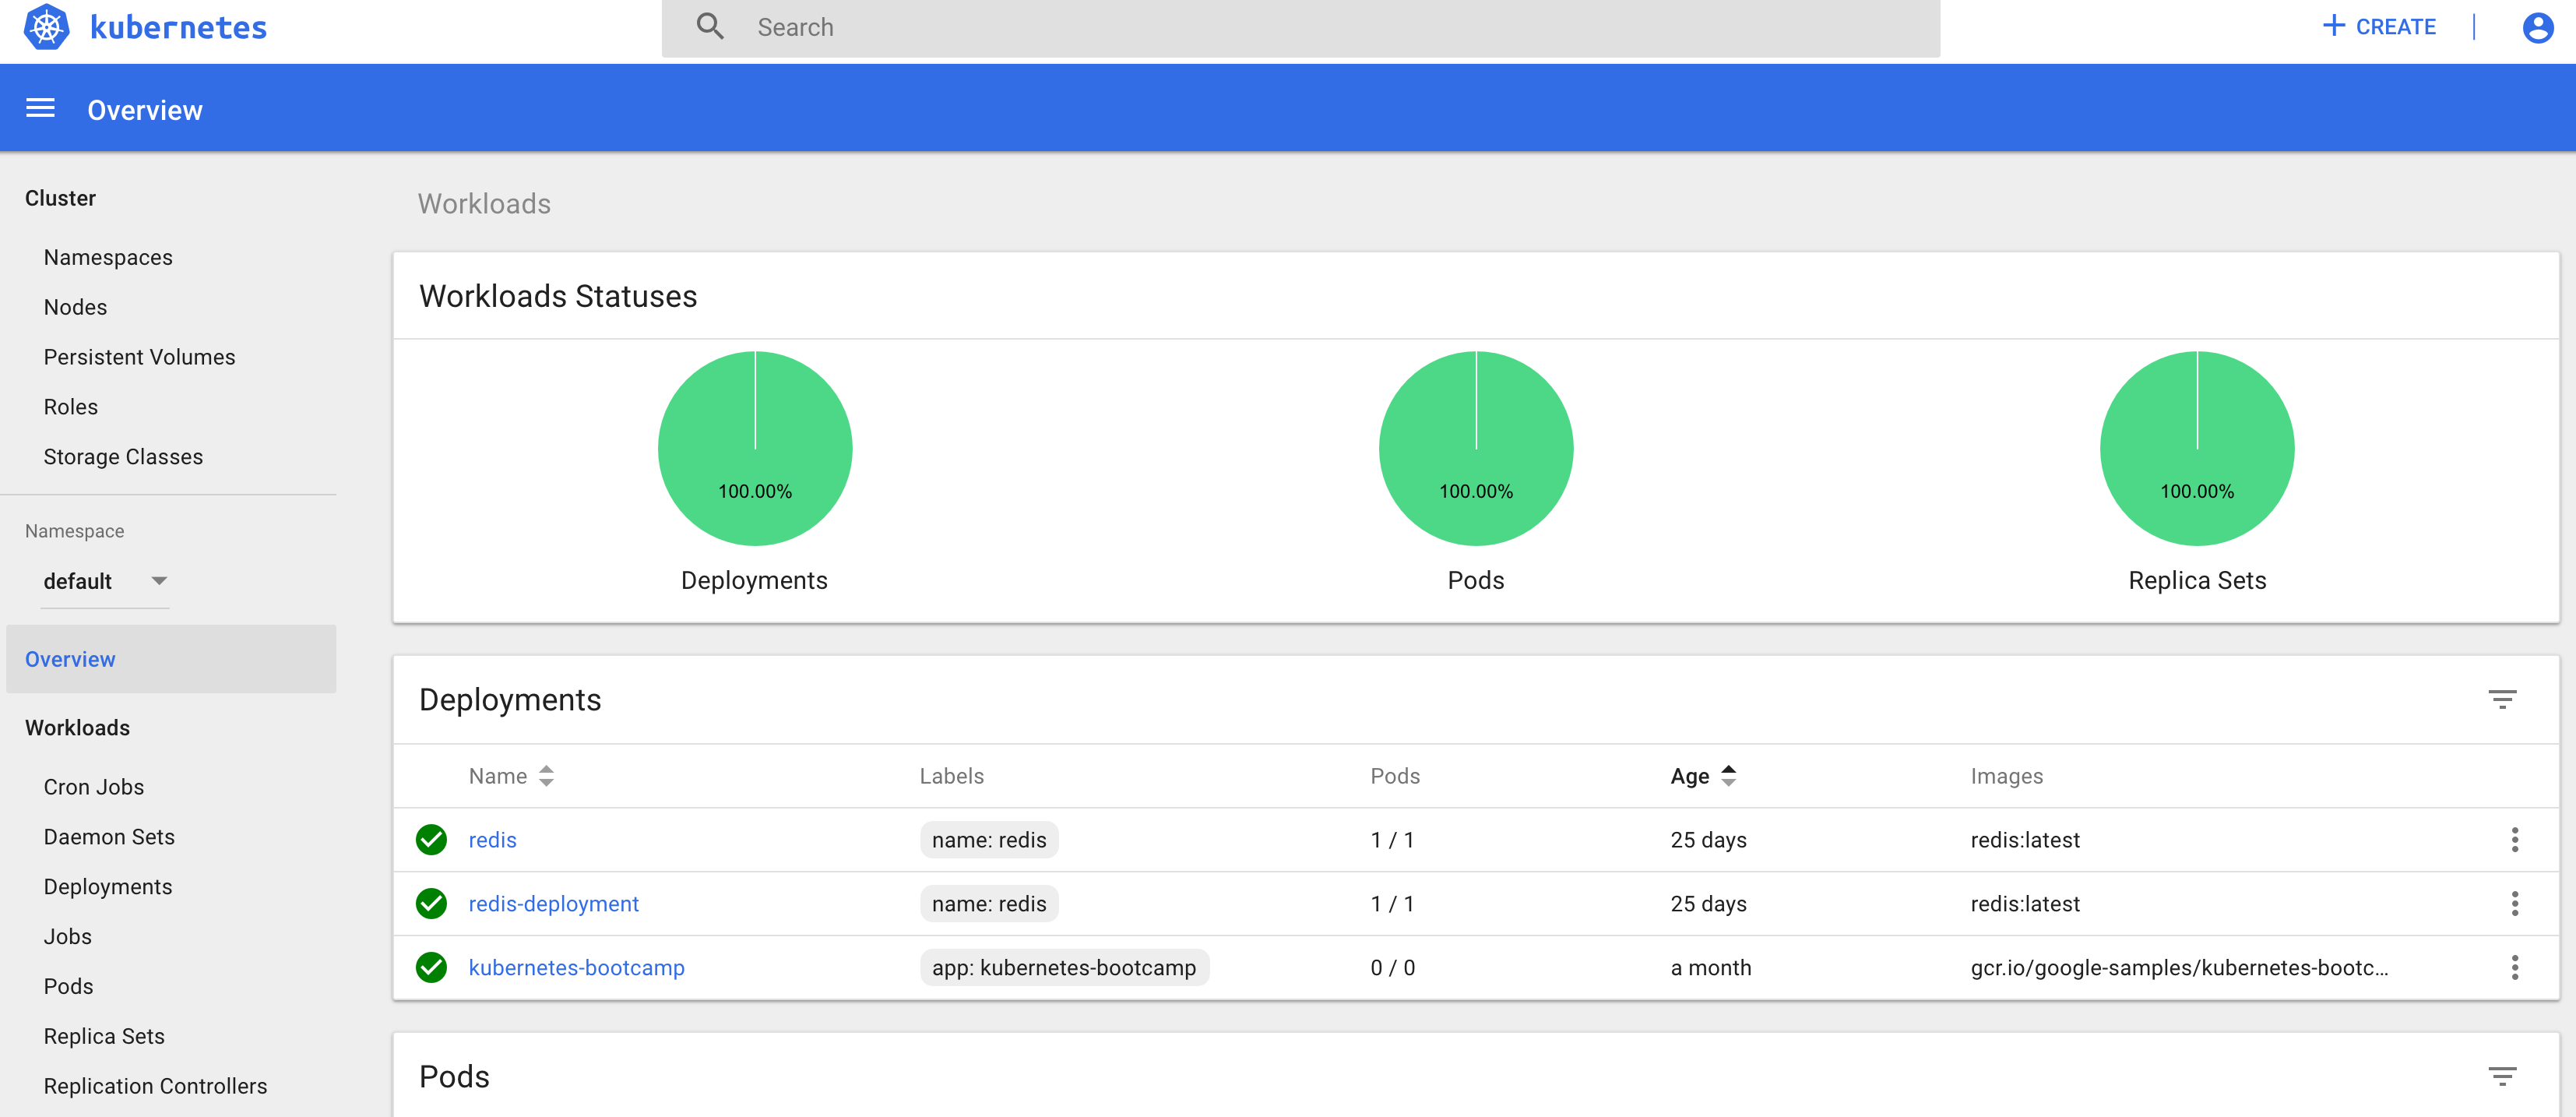 kubernetes
Search
CREATE
Overview
Cluster
Namespaces
Nodes
Persistent Volumes
Roles
Storage Classes
Namespace
default
Overview
Workloads
Cron Jobs
Daemon Sets
Deployments
Jobs
Pods
Replica Sets
Replication Controllers
Workloads
Workloads Statuses
100.00% 100.00% 100.00%
Deployments Pods Replica Sets
Deployments
Name Labels Pods Age Images
redis name: redis 1 / 1 25 days redis:latest
redis-deployment name: redis 1 / 1 25 days redis:latest
kubernetes-bootcamp app: kubernetes-bootcamp 0 / 0 a month gcr.io/google-samples/kubernetes-bootc...
Pods